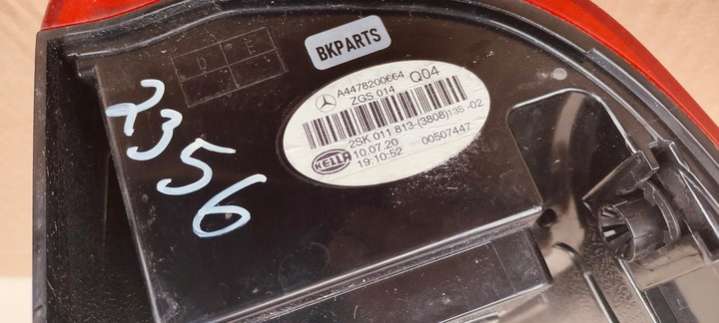 BKPARTS
D E
A4478200664 Q04
ZGS 014
2SK 011 813-(3808)135-02
10.07.20 00507447
19:10:52
HELLA
2356